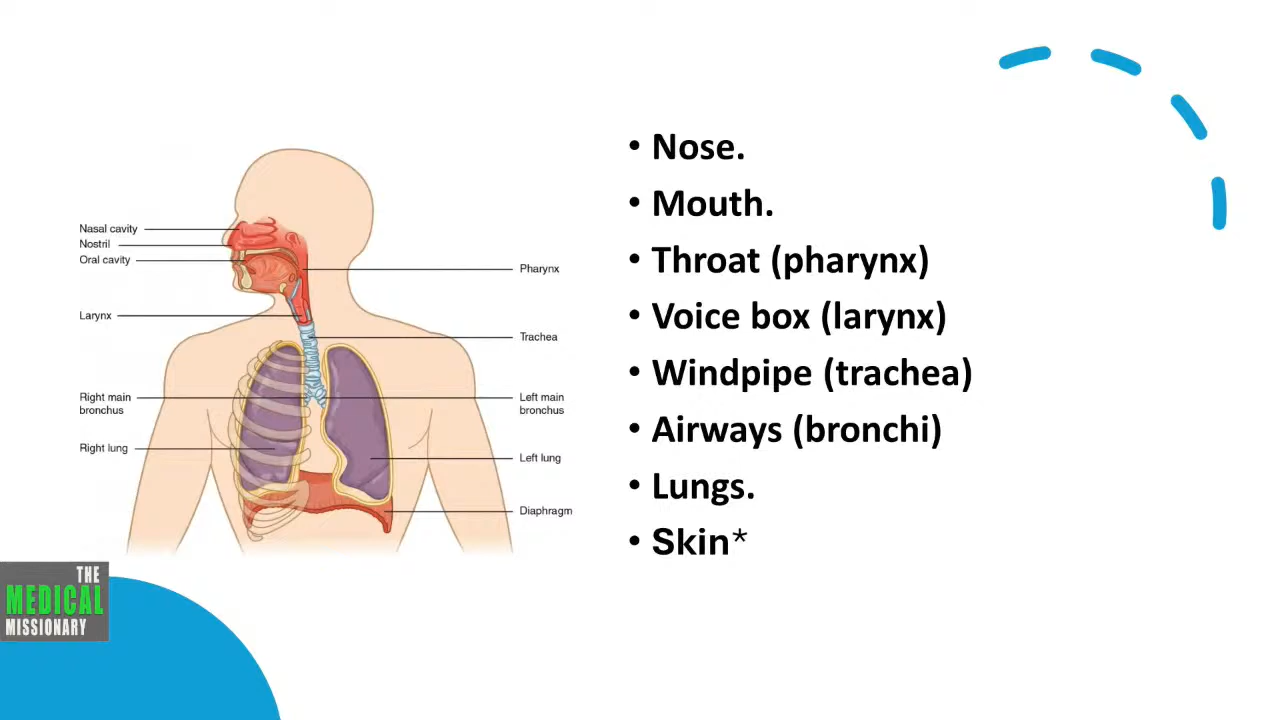 Nasal cavity
Nostril
Oral cavity
Pharynx
Larynx
Trachea
Right main
bronchus
Left main
bronchus
Right lung
Left lung
Diaphragm
• Nose.
• Mouth.
• Throat (pharynx)
• Voice box (larynx)
• Windpipe (trachea)
• Airways (bronchi)
• Lungs.
• Skin*
THE
MEDICAL
MISSIONARY